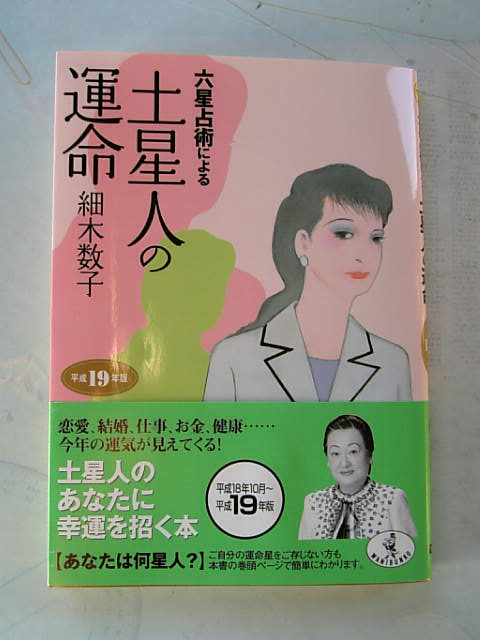 六星占術による
土星人の
運命
細木数子
平成19年版
恋愛、結婚、仕事、お金、健康……
今年の運気が見えてくる!
土星人の
あなたに
幸運を招く本
平成18年10月~
平成19年版
【あなたは何星人?】
ご自分の運命星をご存じない方も
本書の巻頭ページで簡単にわかります。
WANIBUNKO